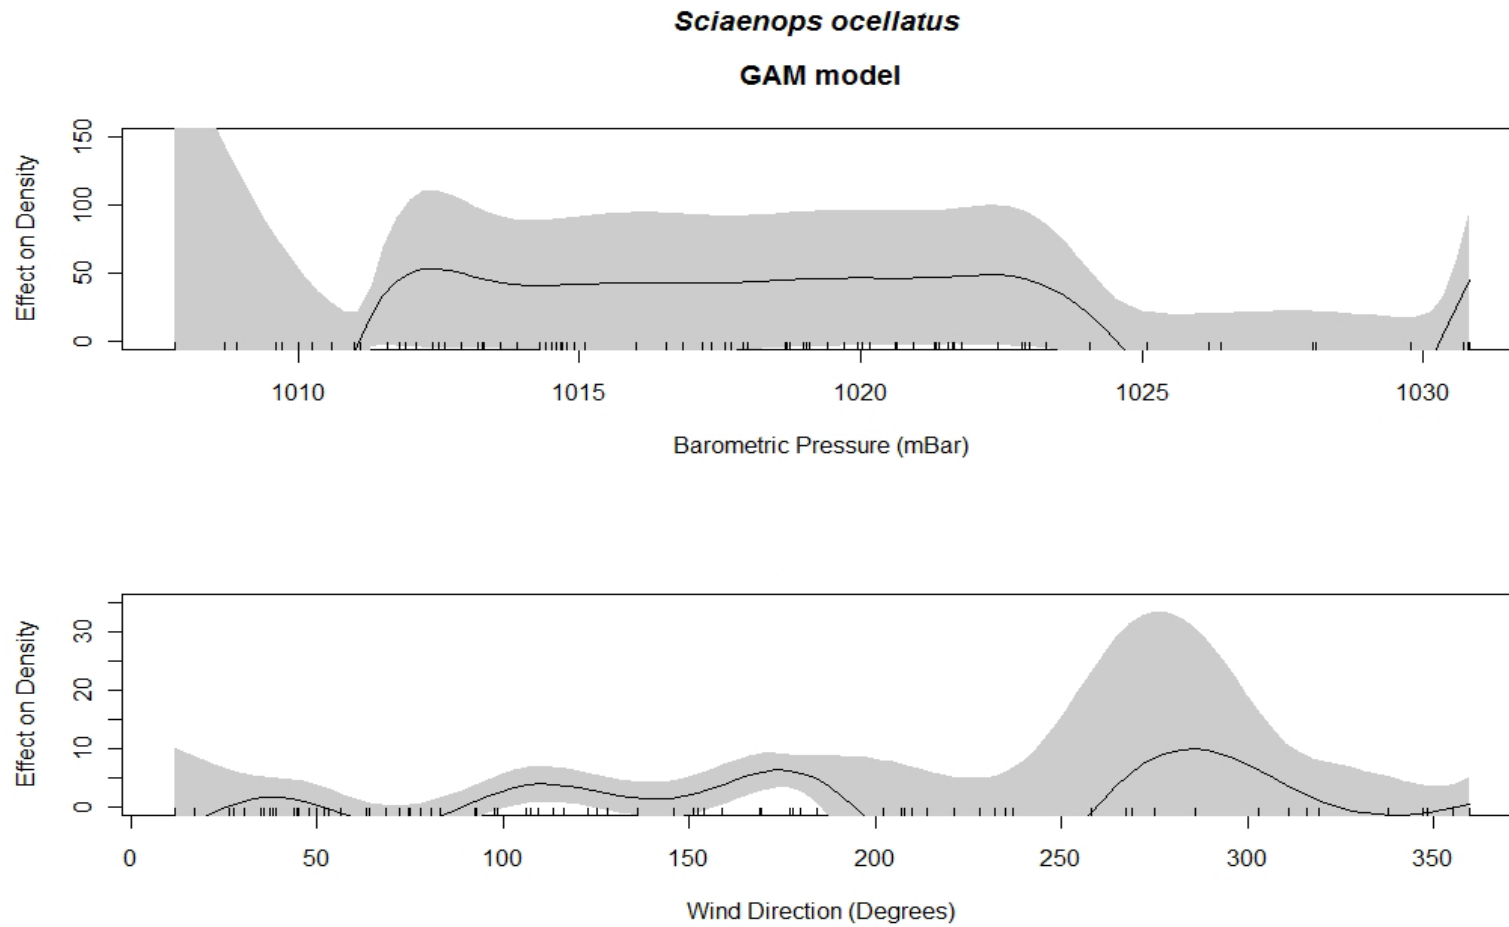 Sciaenops ocellatus
GAM model
Effect on Density
150
100
50
0
1010 1015 1020 1025 1030
Barometric Pressure (mBar)
Effect on Density
30
20
10
0
0 50 100 150 200 250 300 350
Wind Direction (Degrees)